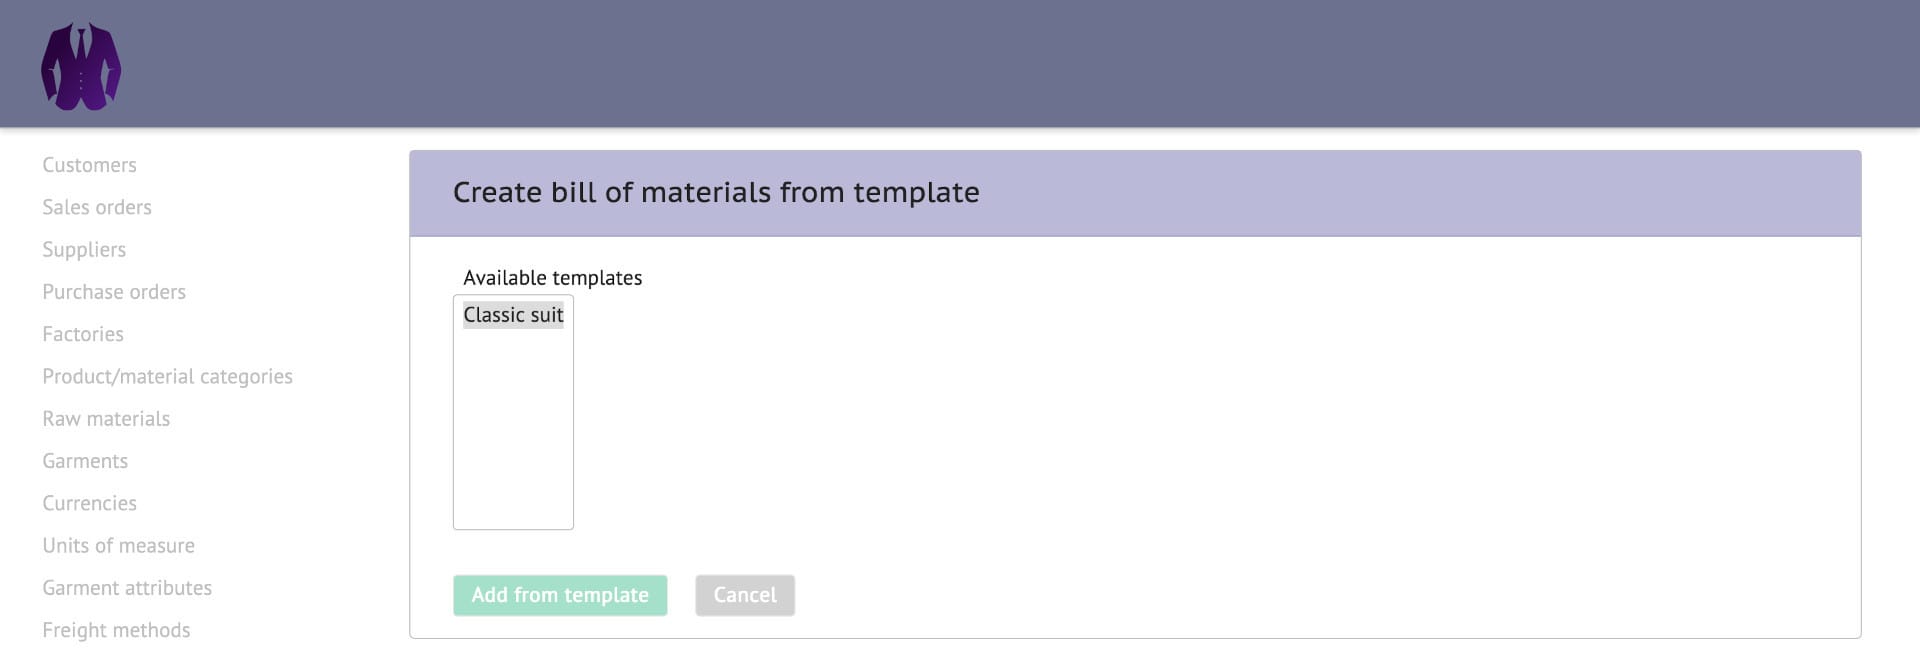 Customers
Sales orders
Suppliers
Purchase orders
Factories
Product/material categories
Raw materials
Garments
Currencies
Units of measure
Garment attributes
Freight methods
Create bill of materials from template
Available templates
Classic suit
Add from template
Cancel